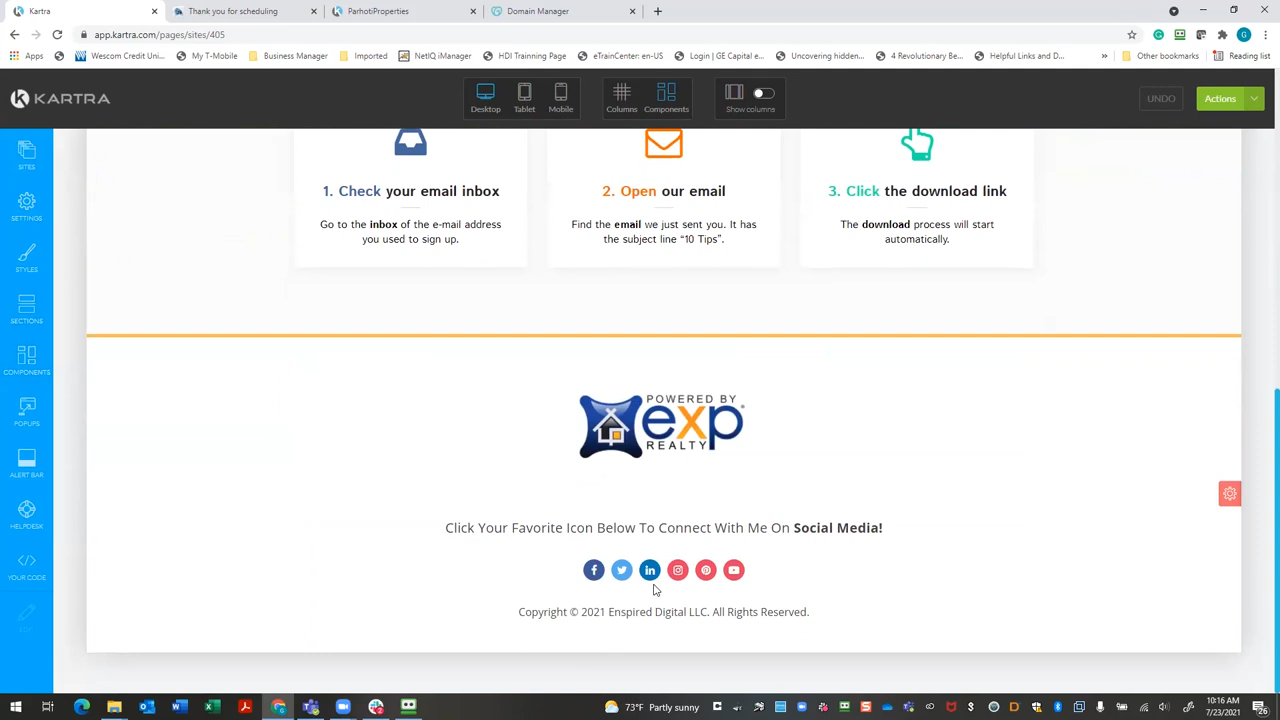 Kartra
Thank you for scheduling
ParhotiProperties
Domain Manager
app.kartra.com/pages/sites/405
Apps
Wescom Credit Uni...
My T-Mobile
Business Manager
Imported
NetIQ iManager
HDI Trainning Page
eTrainCenter: en-US
Login | GE Capital e...
Uncovering hidden...
4 Revolutionary Be...
Helpful Links and D...
Other bookmarks
Reading list
KARTRA
Desktop
Tablet
Mobile
Columns
Components
Show columns
UNDO
Actions
SITES
SETTINGS
STYLES
SECTIONS
COMPONENTS
POPUPS
ALERT BAR
HELPDESK
YOUR CODE
1. Check your email inbox
Go to the inbox of the e-mail address
you used to sign up.
2. Open our email
Find the email we just sent you. It has
the subject line “10 Tips”.
3. Click the download link
The download process will start
automatically.
POWERED BY
eXp
REALTY
Click Your Favorite Icon Below To Connect With Me On Social Media!
Copyright © 2021 Enspired Digital LLC. All Rights Reserved.
73°F Partly sunny
10:16 AM
7/23/2021